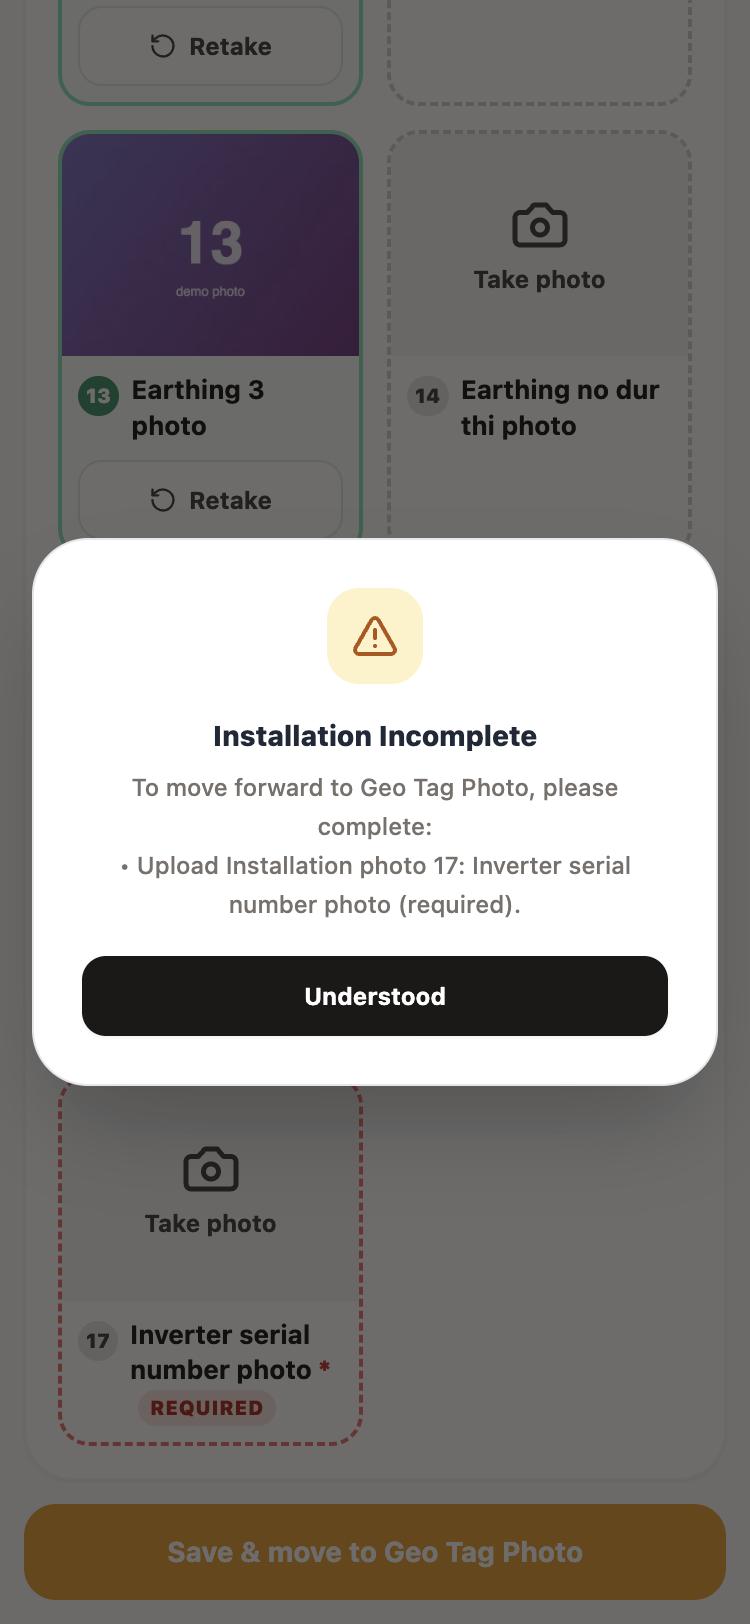 Retake
13
demo photo
Take photo
13 Earthing 3
photo
14 Earthing no dur
thi photo
Retake
Installation Incomplete
To move forward to Geo Tag Photo, please
complete:
• Upload Installation photo 17: Inverter serial
number photo (required).
Understood
Take photo
17 Inverter serial
number photo *
REQUIRED
Save & move to Geo Tag Photo